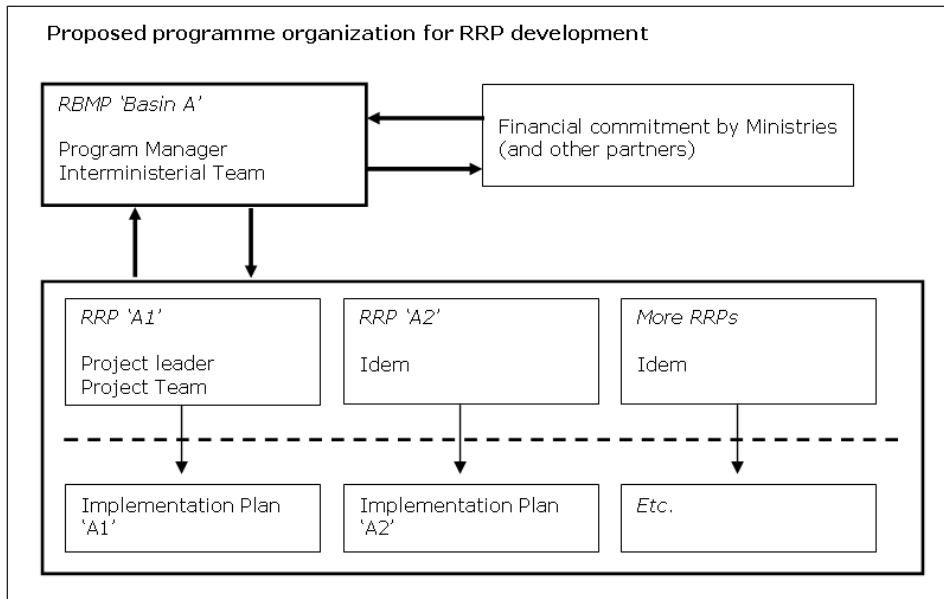 Proposed programme organization for RRP development
RBMP ‘Basin A’
Program Manager
Interministerial Team
Financial commitment by Ministries
(and other partners)
RRP ‘A1’
Project leader
Project Team
RRP ‘A2’
Idem
More RRPs
Idem
Implementation Plan
‘A1’
Implementation Plan
‘A2’
Etc.